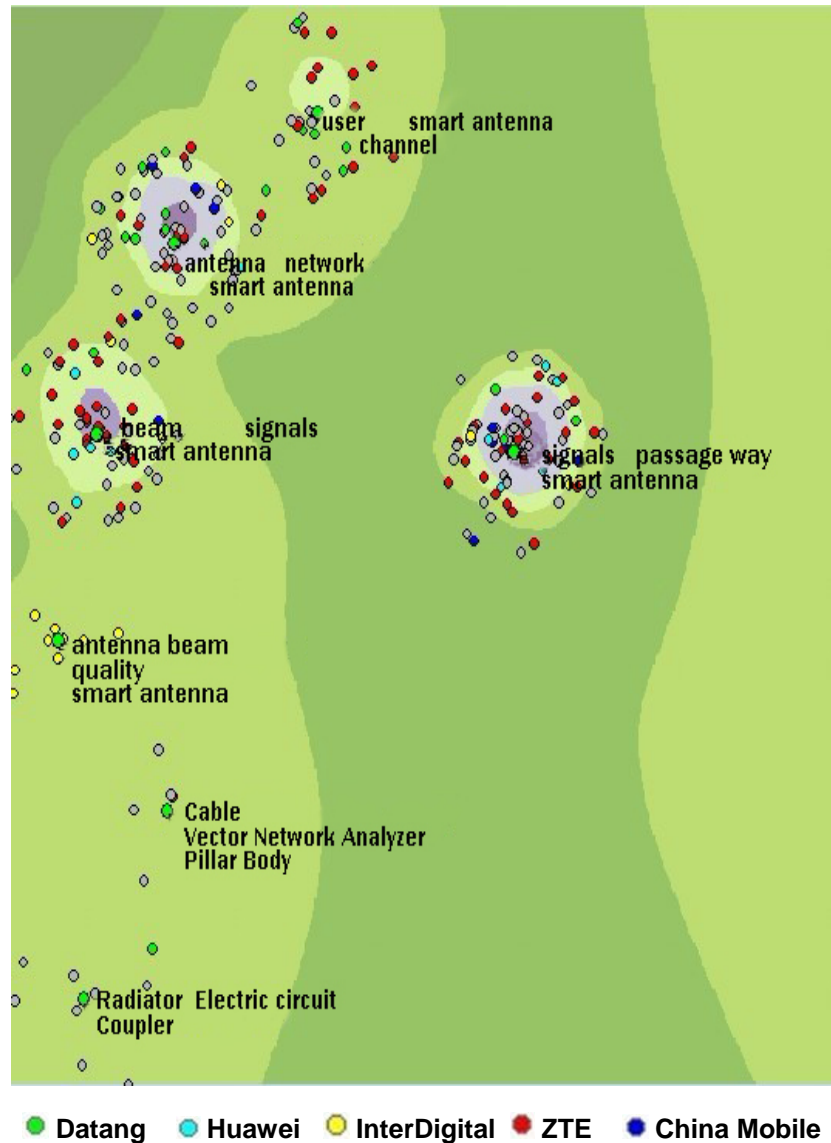 user smart antenna
channel
antenna network
smart antenna
beam signals
smart antenna
signals passage way
smart antenna
antenna beam
quality
smart antenna
Cable
Vector Network Analyzer
Pillar Body
Radiator Electric circuit
Coupler
Datang Huawei InterDigital ZTE China Mobile